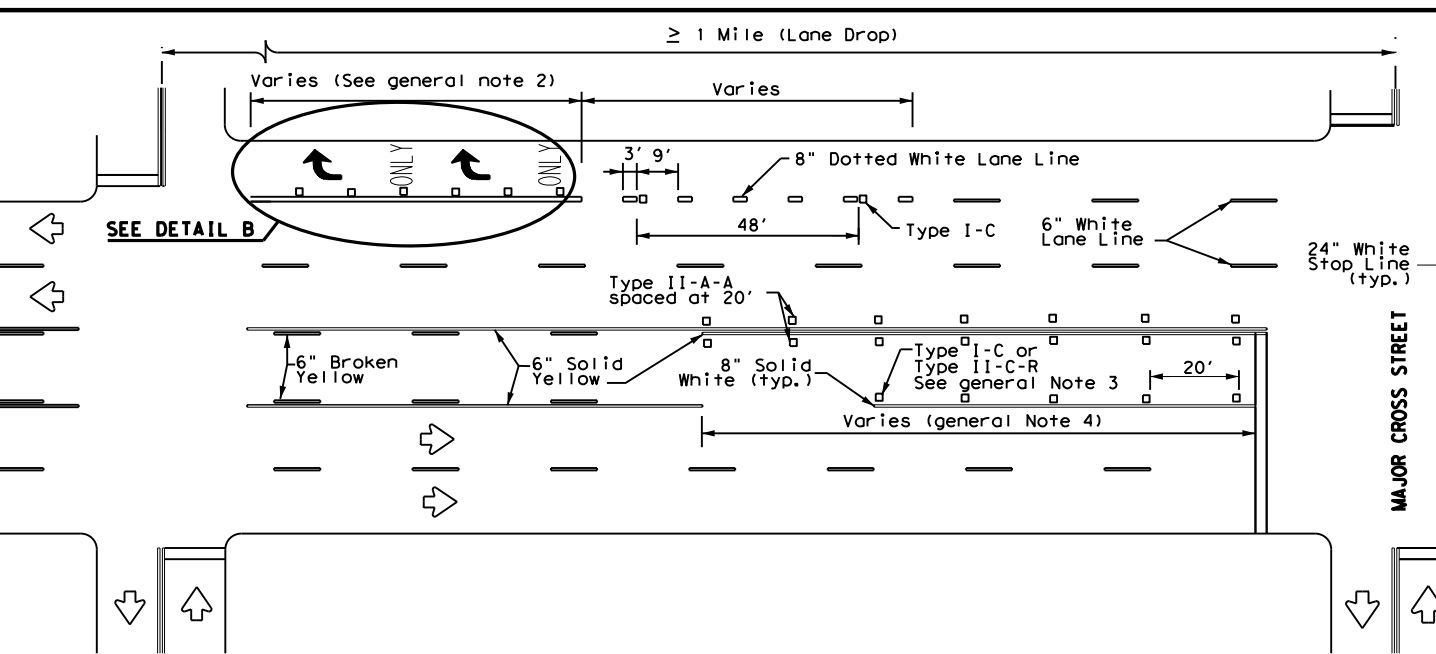 ≥ 1 Mile (Lane Drop)
Varies (See general note 2)
Varies
ONLY
ONLY
3' 9'
8" Dotted White Lane Line
SEE DETAIL B
48'
Type I-C
6" White
Lane Line
24" White
Stop Line
(typ.)
Type II-A-A
spaced at 20'
6" Broken
Yellow
6" Solid
Yellow
8" Solid
White (typ.)
Type I-C or
Type II-C-R
See general Note 3
20'
Varies (general Note 4)
MAJOR CROSS STREET